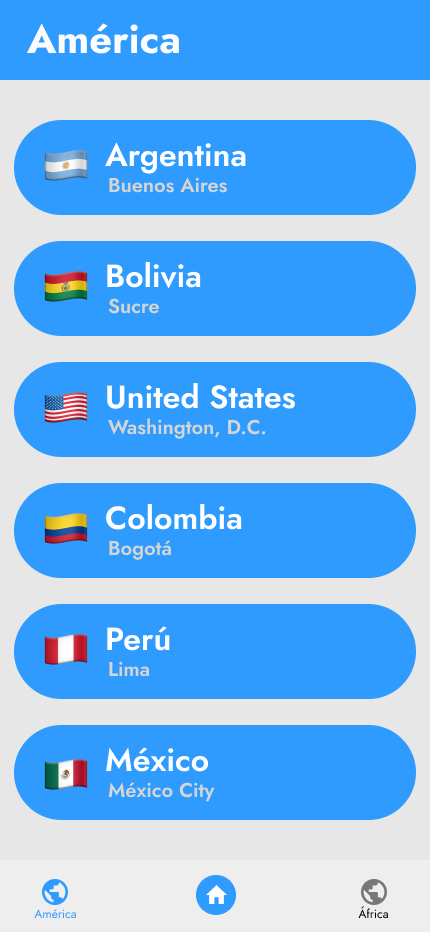 América
Argentina
Buenos Aires
Bolivia
Sucre
United States
Washington, D.C.
Colombia
Bogotá
Perú
Lima
México
México City
América
África